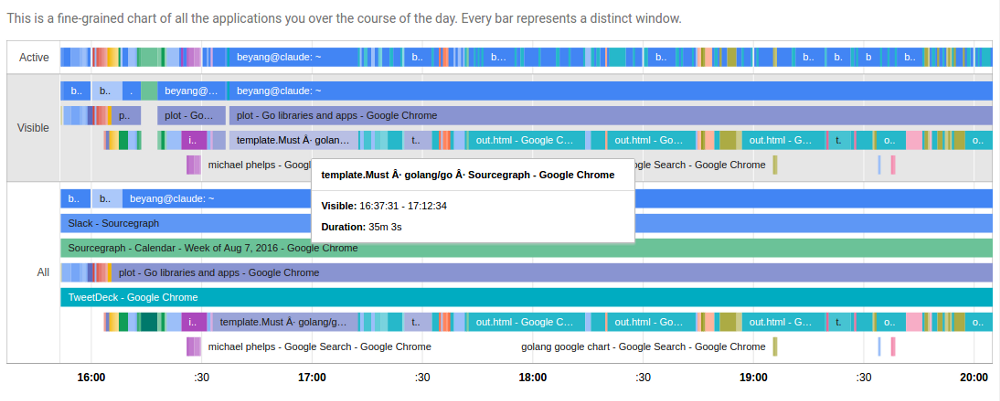 This is a fine-grained chart of all the applications you over the course of the day. Every bar represents a distinct window.
Active
beyang@claude: ~
b..
b...
b..
b..
b
b..
Visible
b..
b..
.
beyang@...
beyang@claude: ~
p..
plot - Go...
plot - Go libraries and apps - Google Chrome
i..
template.Must Â· golan...
t..
out.html - Google C...
out.html - Go...
out.html - G...
t.
o..
o..
michael phelps - Goog
gle Search - Google Chrome
template.Must Â· golang/go Â· Sourcegraph - Google Chrome
Visible: 16:37:31 - 17:12:34
Duration: 35m 3s
All
b..
b..
beyang@claude: ~
Slack - Sourcegraph
Sourcegraph - Calendar - Week of Aug 7, 2016 - Google Chrome
plot - Go libraries and apps - Google Chrome
TweetDeck - Google Chrome
i..
template.Must Â· golang/g...
t..
out.html - Google C...
out.html - Go...
out.html - G...
t.
o..
o..
michael phelps - Google Search - Google Chrome
golang google chart - Google Search - Google Chrome
16:00
:30
17:00
:30
18:00
:30
19:00
:30
20:00